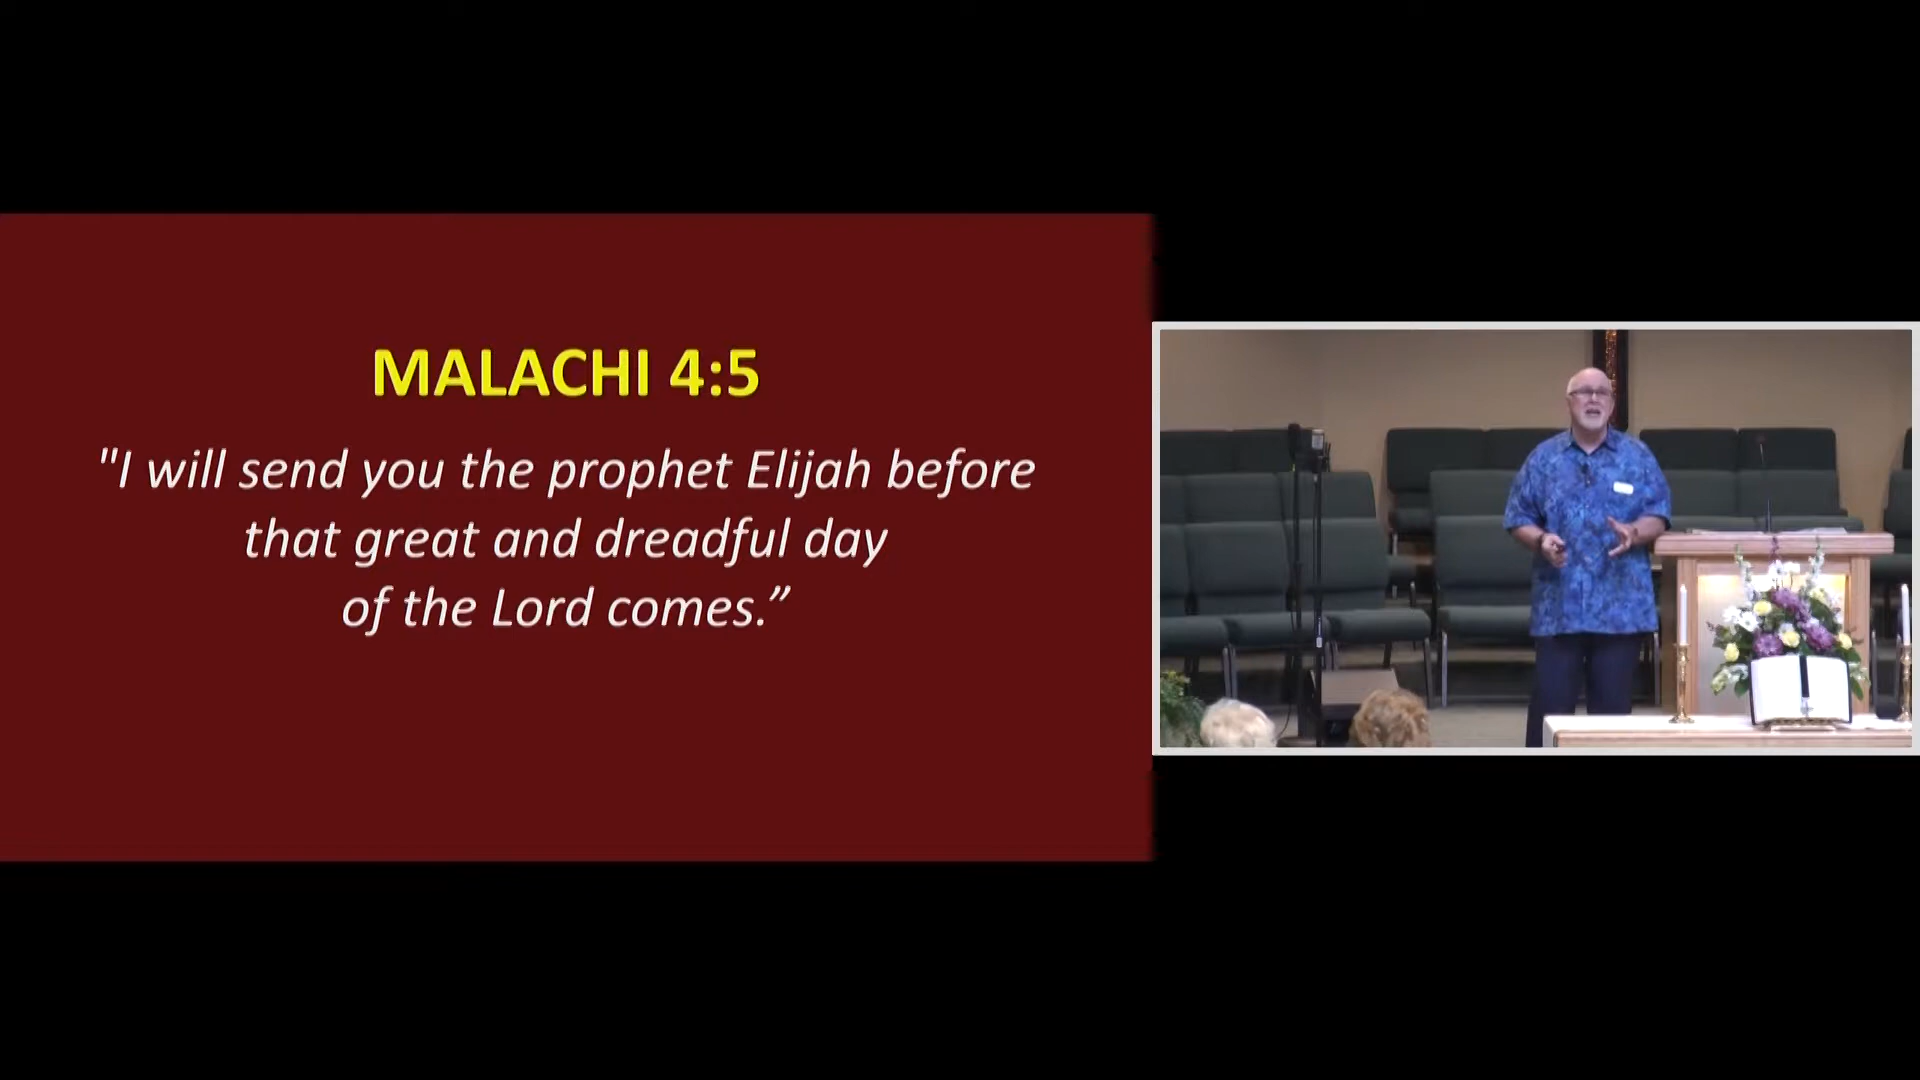 MALACHI 4:5
"I will send you the prophet Elijah before
that great and dreadful day
of the Lord comes.”